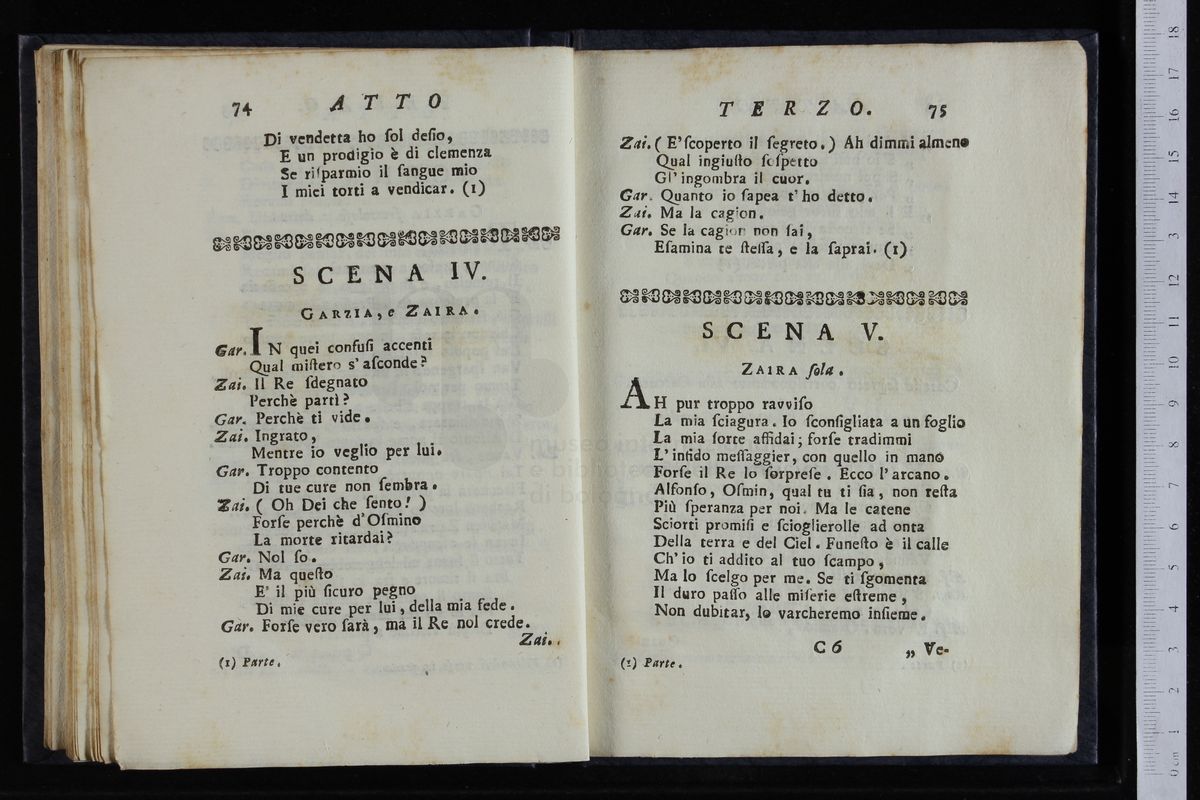 74 ATTO
Di vendetta ho ſol deſio,
E un prodigio è di clemenza
Se riſparmio il ſangue mio
I miei torti a vendicar. (1)
SCENA IV.
GARZIA, e ZAIRA.
Gar. IN quei confuſi accenti
Qual miſtero s'aſconde?
Zai. Il Re ſdegnato
Perchè partì?
Gar. Perchè ti vide.
Zai. Ingrato,
Mentre io veglio per lui.
Gar. Troppo contento
Di tue cure non ſembra.
Zai. ( Oh Dei che ſento! )
Forſe perchè d'Oſmino
La morte ritardai?
Gar. Nol ſo.
Zai. Ma queſto
E' il più ſicuro pegno
Di mie cure per lui, della mia fede.
Gar. Forſe vero ſarà, ma il Re nol crede.
Zai.
(1) Parte.
TERZO. 75
Zai. ( E'ſcoperto il ſegreto. ) Ah dimmi almeno
Qual ingiuſto ſoſpetto
Gl'ingombra il cuor.
Gar. Quanto io ſapea t'ho detto.
Zai. Ma la cagion.
Gar. Se la cagion non ſai,
Eſamina te ſteſſa, e la ſaprai. (1)
SCENA V.
ZAIRA ſola.
AH pur troppo ravviſo
La mia ſciagura. Io ſconſigliata a un foglio
La mia ſorte affidai; forſe tradimmi
L'infido meſſaggier, con quello in mano
Forſe il Re lo ſorpreſe. Ecco l'arcano.
Alfonſo, Oſmin, qual tu ti ſia, non reſta
Più ſperanza per noi. Ma le catene
Sciorti promiſi e ſcioglierolle ad onta
Della terra e del Ciel. Funeſto è il calle
Ch'io ti addito al tuo ſcampo,
Ma lo ſcelgo per me. Se ti ſgomenta
Il duro paſſo alle miſerie eſtreme,
Non dubitar, lo varcheremo inſieme.
C 6 „ Ve-
(1) Parte.